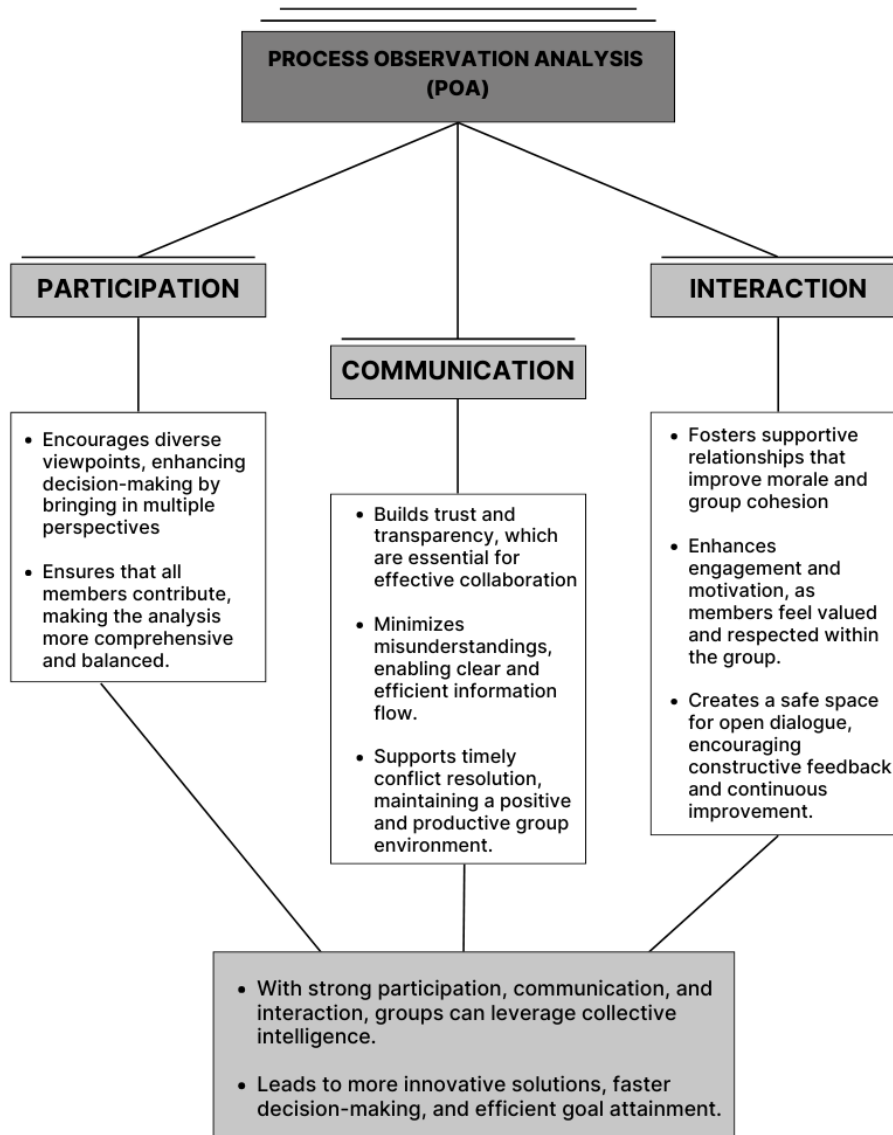 PROCESS OBSERVATION ANALYSIS
(POA)
PARTICIPATION
• Encourages diverse
viewpoints, enhancing
decision-making by
bringing in multiple
perspectives
• Ensures that all
members contribute,
making the analysis
more comprehensive
and balanced.
COMMUNICATION
• Builds trust and
transparency, which
are essential for
effective collaboration
• Minimizes
misunderstandings,
enabling clear and
efficient information
flow.
• Supports timely
conflict resolution,
maintaining a positive
and productive group
environment.
INTERACTION
• Fosters supportive
relationships that
improve morale and
group cohesion
• Enhances
engagement and
motivation, as
members feel valued
and respected within
the group.
• Creates a safe space
for open dialogue,
encouraging
constructive feedback
and continuous
improvement.
• With strong participation, communication, and
interaction, groups can leverage collective
intelligence.
• Leads to more innovative solutions, faster
decision-making, and efficient goal attainment.